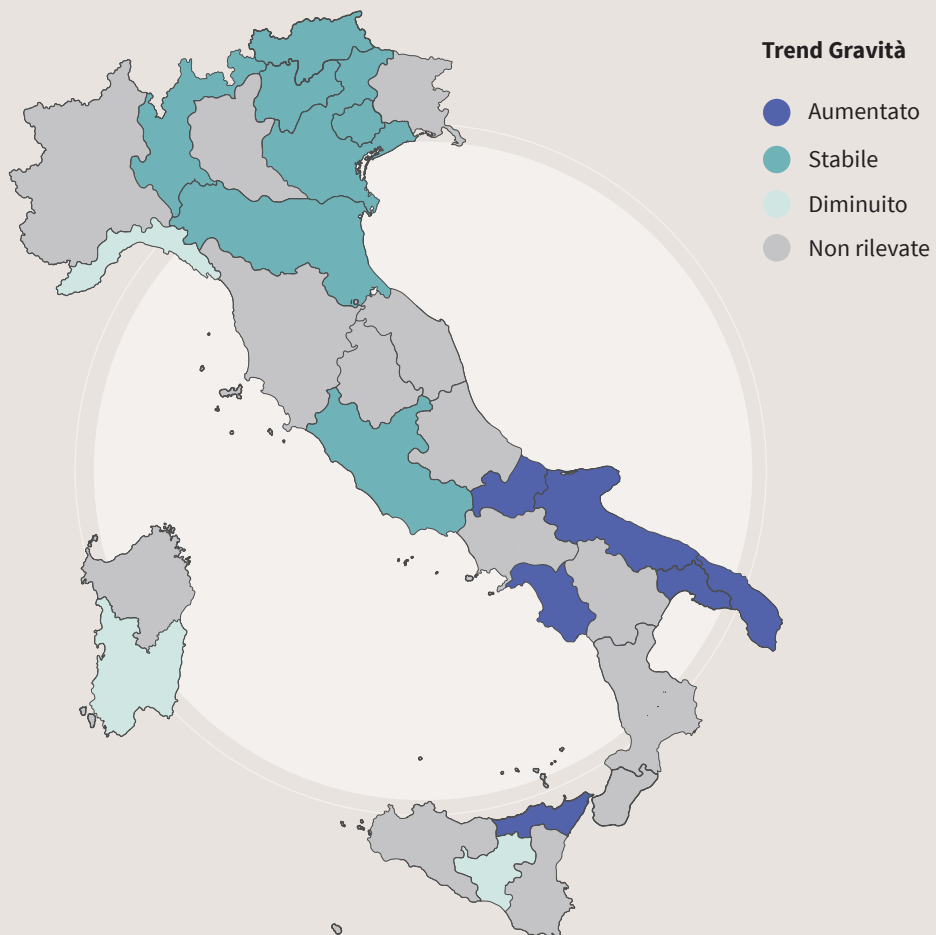 Trend Gravità
Aumentato
Stabile
Diminuito
Non rilevate